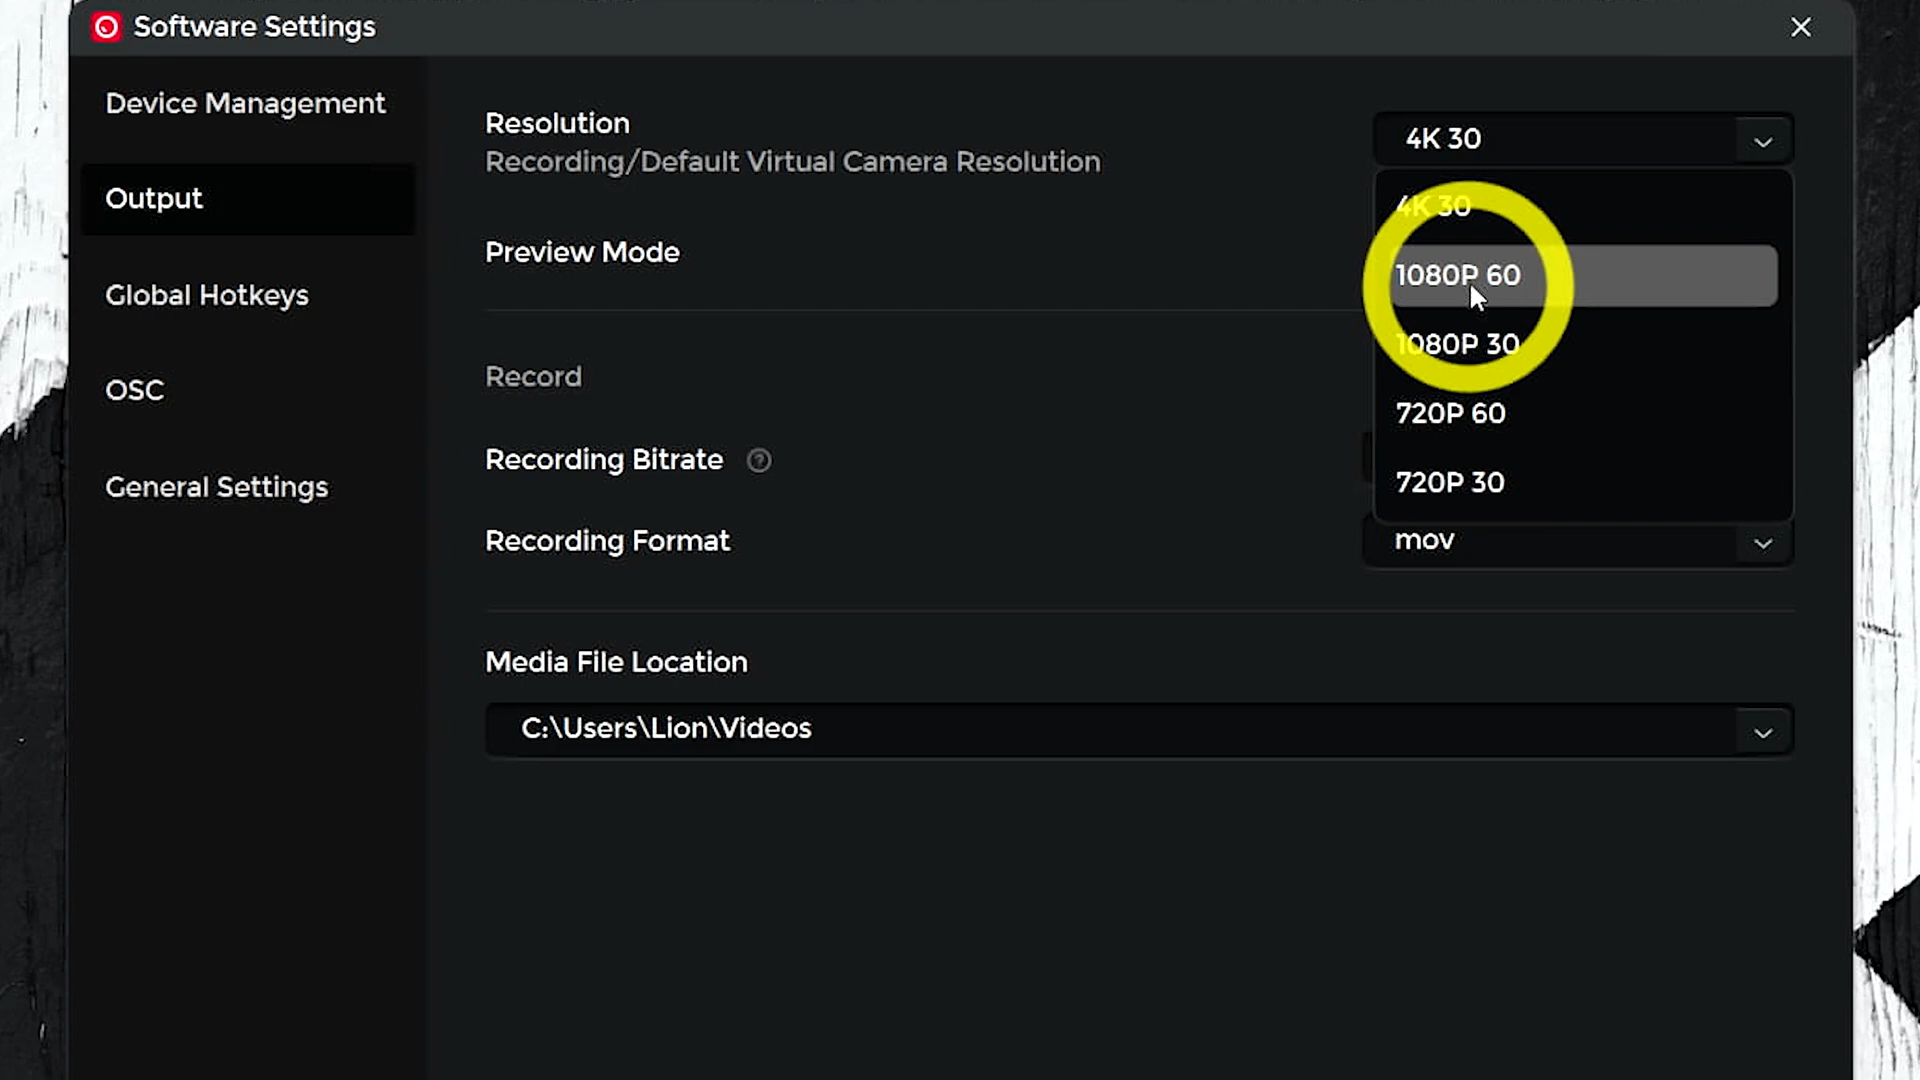 Software Settings
Device Management
Output
Global Hotkeys
OSC
General Settings
Resolution
Recording/Default Virtual Camera Resolution
4K 30
4K 30
1080P 60
1080P 30
720P 60
720P 30
Preview Mode
Record
Recording Bitrate ?
Recording Format
mov
Media File Location
C:\Users\Lion\Videos